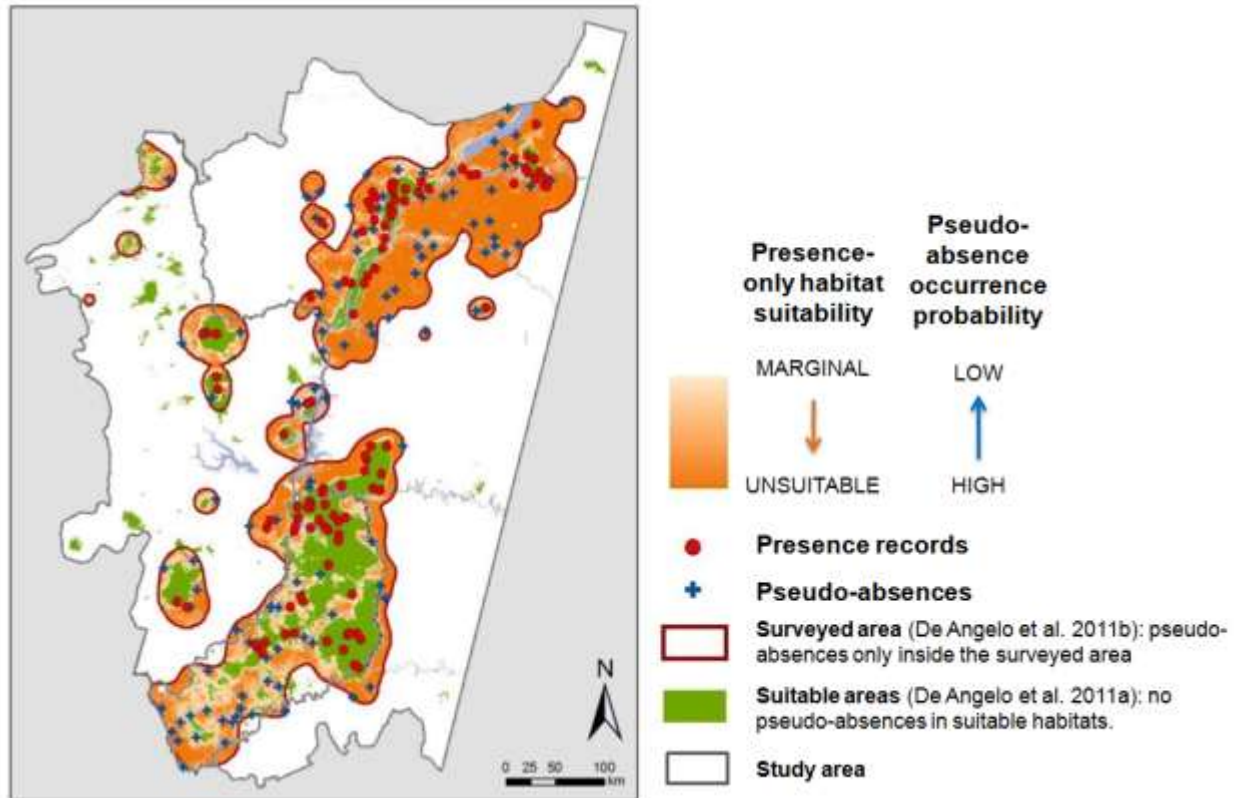 N
0 25 50 100
km
Presence-
only habitat
suitability
Pseudo-
absence
occurrence
probability
MARGINAL
LOW
UNSUITABLE
HIGH
Presence records
Pseudo-absences
Surveyed area (De Angelo et al. 2011b): pseudo-
absences only inside the surveyed area
Suitable areas (De Angelo et al. 2011a): no
pseudo-absences in suitable habitats.
Study area